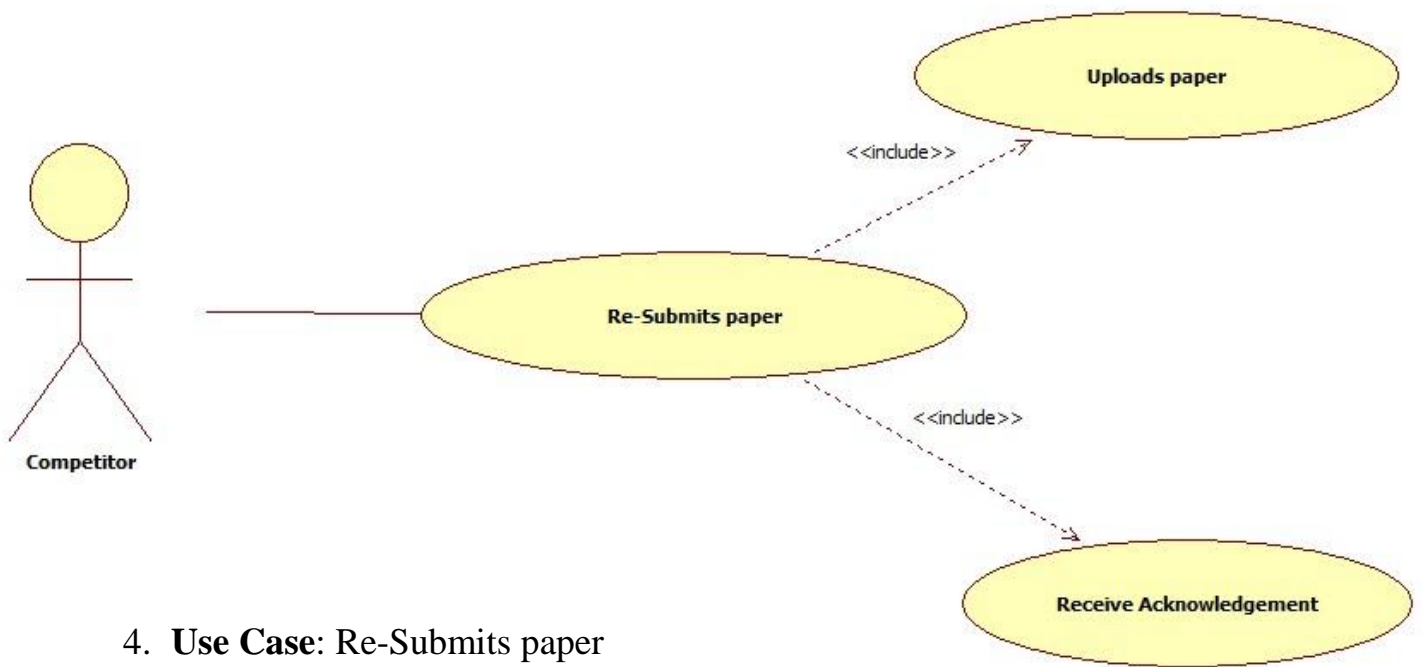 Uploads paper
<<include>>
Re-Submits paper
<<include>>
Competitor
Receive Acknowledgement
4. Use Case: Re-Submits paper